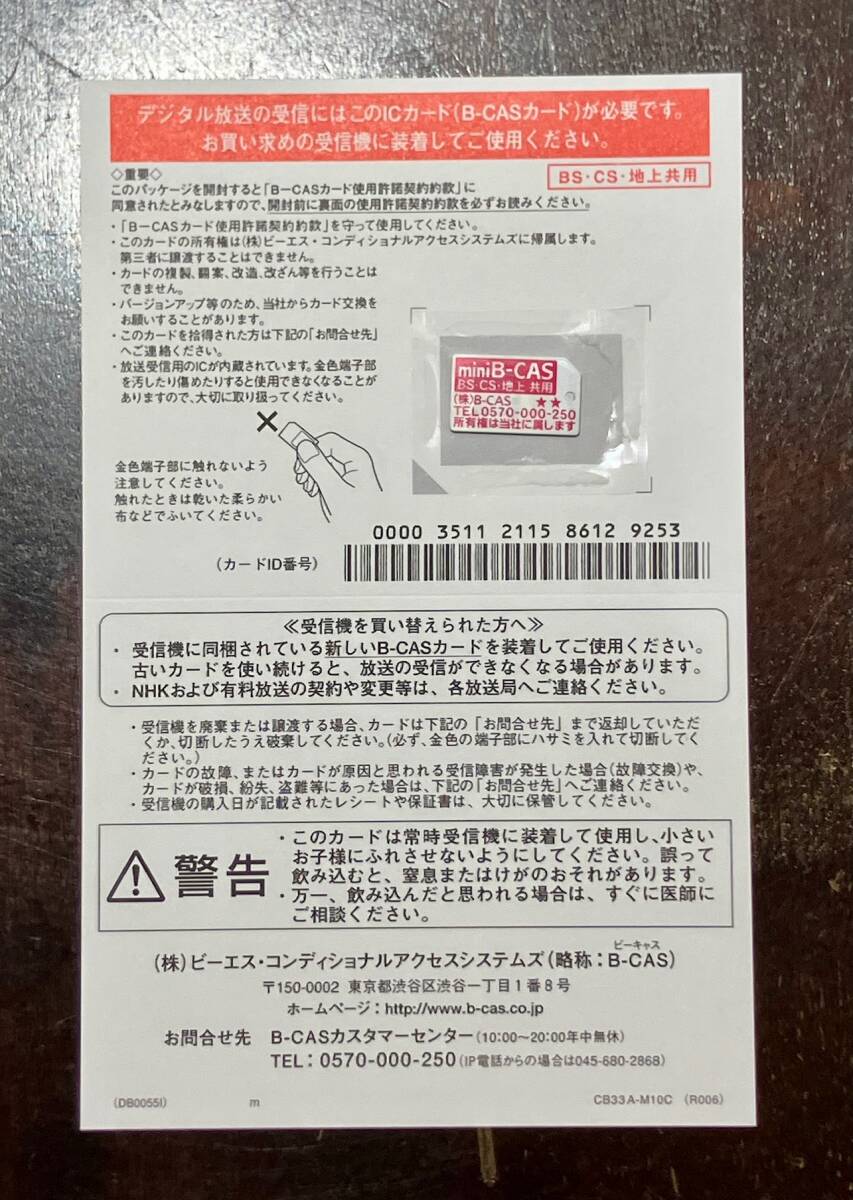 デジタル放送の受信にはこのICカード(B-CASカード)が必要です。
お買い求めの受信機に装着してご使用ください。
◇重要◇
BS・CS・地上共用
このパッケージを開封すると「B-CASカード使用許諾契約約款」に
同意されたとみなしますので、開封前に裏面の使用許諾契約約款を必ずお読みください。
・「B-CASカード使用許諾契約約款」を守って使用してください。
・このカードの所有権は(株)ビーエス・コンディショナルアクセスシステムズに帰属します。
第三者に譲渡することはできません。
・カードの複製、翻案、改造、改ざん等を行うことは
できません。
・バージョンアップ等のため、当社からカード交換を
お願いすることがあります。
・このカードを拾得された方は下記の「お問合せ先」
へご連絡ください。
・放送受信用のICが内蔵されています。金色端子部
を汚したり傷めたりすると使用できなくなることが
ありますので、大切に取り扱ってください。
miniB-CAS
BS・CS・地上 共用
(株)B-CAS ★★
TEL0570-000-250
所有権は当社に属します
×
金色端子部に触れないよう
注意してください。
触れたときは乾いた柔らかい
布などでふいてください。
0000 3511 2115 8612 9253
(カードID番号)
≪受信機を買い替えられた方へ≫
・受信機に同梱されている新しいB-CASカードを装着してご使用ください。
古いカードを使い続けると、放送の受信ができなくなる場合があります。
・NHKおよび有料放送の契約や変更等は、各放送局へご連絡ください。
・受信機を廃棄または譲渡する場合、カードは下記の「お問合せ先」まで返却していただ
くか、切断したうえ破棄してください。(必ず、金色の端子部にハサミを入れて切断してく
ださい。)
・カードの故障、またはカードが原因と思われる受信障害が発生した場合(故障交換)や、
カードが破損、紛失、盗難等にあった場合は、下記の「お問合せ先」へご連絡ください。
・受信機の購入日が記載されたレシートや保証書は、大切に保管してください。
警告
・このカードは常時受信機に装着して使用し、小さい
お子様にふれさせないようにしてください。誤って
飲み込むと、窒息またはけがのおそれがあります。
・万一、飲み込んだと思われる場合は、すぐに医師に
ご相談ください。
(株)ビーエス・コンディショナルアクセスシステムズ(略称:B-CAS)
ビーキャス
〒150-0002 東京都渋谷区渋谷一丁目1番8号
ホームページ:http://www.b-cas.co.jp
お問合せ先 B-CASカスタマーセンター(10:00〜20:00年中無休)
TEL: 0570-000-250(IP電話からの場合は045-680-2868)
(DB0055I) m CB33A-M10C (R006)